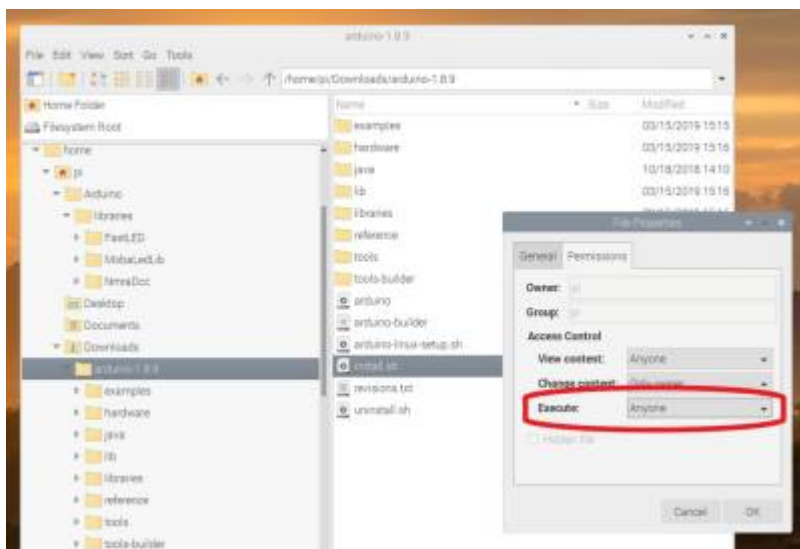 arduino-1.8.9
File Edit View Sort Go Tools
/home/pi/Downloads/arduino-1.8.9
Home Folder
Filesystem Root
home
pi
Arduino
libraries
FastLED
MobaLedLib
NmraDcc
Desktop
Documents
Downloads
arduino-1.8.9
examples
hardware
java
lib
libraries
reference
tools
tools-builder
Name Size Modified
examples 03/15/2019 15:15
hardware 03/15/2019 15:16
java 10/18/2018 14:10
lib 03/15/2019 15:16
libraries
reference
tools
tools-builder
arduino
arduino-builder
arduino-linux-setup.sh
install.sh
revisions.txt
uninstall.sh
File Properties
General Permissions
Owner: pi
Group: pi
Access Control
View content: Anyone
Change content: Only owner
Execute: Anyone
Hidden file
Cancel OK